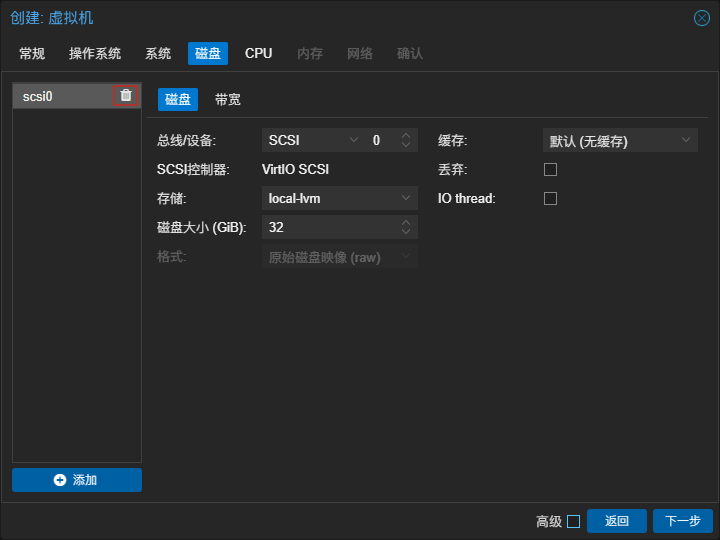 创建: 虚拟机
常规 操作系统 系统 磁盘 CPU 内存 网络 确认
scsi0
磁盘 带宽
总线/设备: SCSI 0 缓存: 默认 (无缓存)
SCSI控制器: VirtIO SCSI 丢弃:
存储: local-lvm IO thread:
磁盘大小 (GiB): 32
格式: 原始磁盘映像 (raw)
添加
高级 返回 下一步